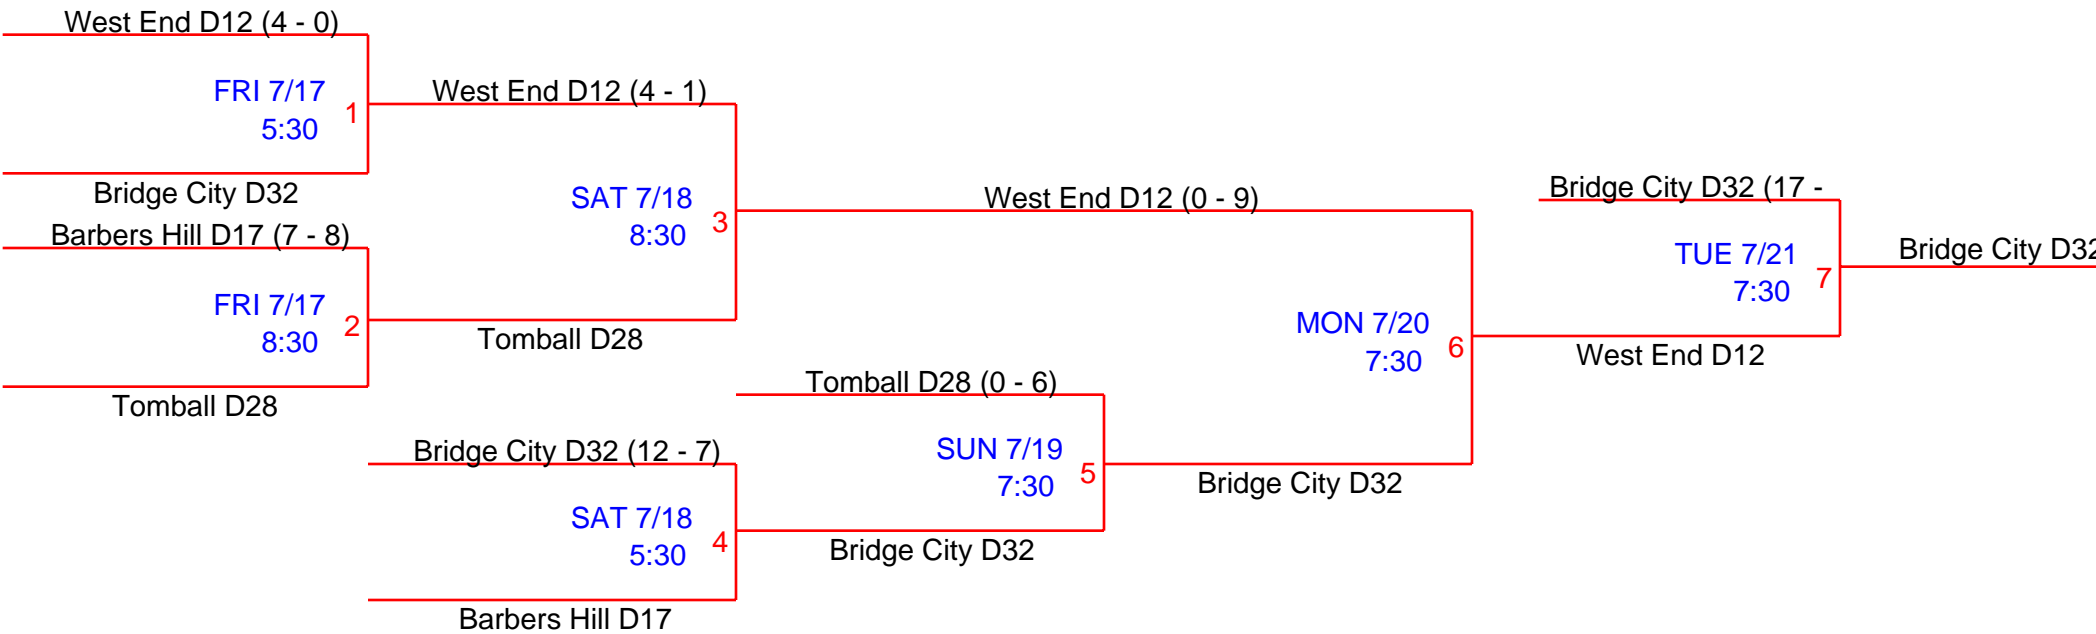 West End D12 (4 - 0)
FRI 7/17
5:30
1
Bridge City D32
West End D12 (4 - 1)
Barbers Hill D17 (7 - 8)
FRI 7/17
8:30
2
Tomball D28
SAT 7/18
8:30
3
Tomball D28
West End D12 (0 - 9)
Bridge City D32 (12 - 7)
SAT 7/18
5:30
4
Barbers Hill D17
Tomball D28 (0 - 6)
SUN 7/19
7:30
5
Bridge City D32
MON 7/20
7:30
6
Bridge City D32
Bridge City D32 (17 -
TUE 7/21
7:30
7
West End D12
Bridge City D32